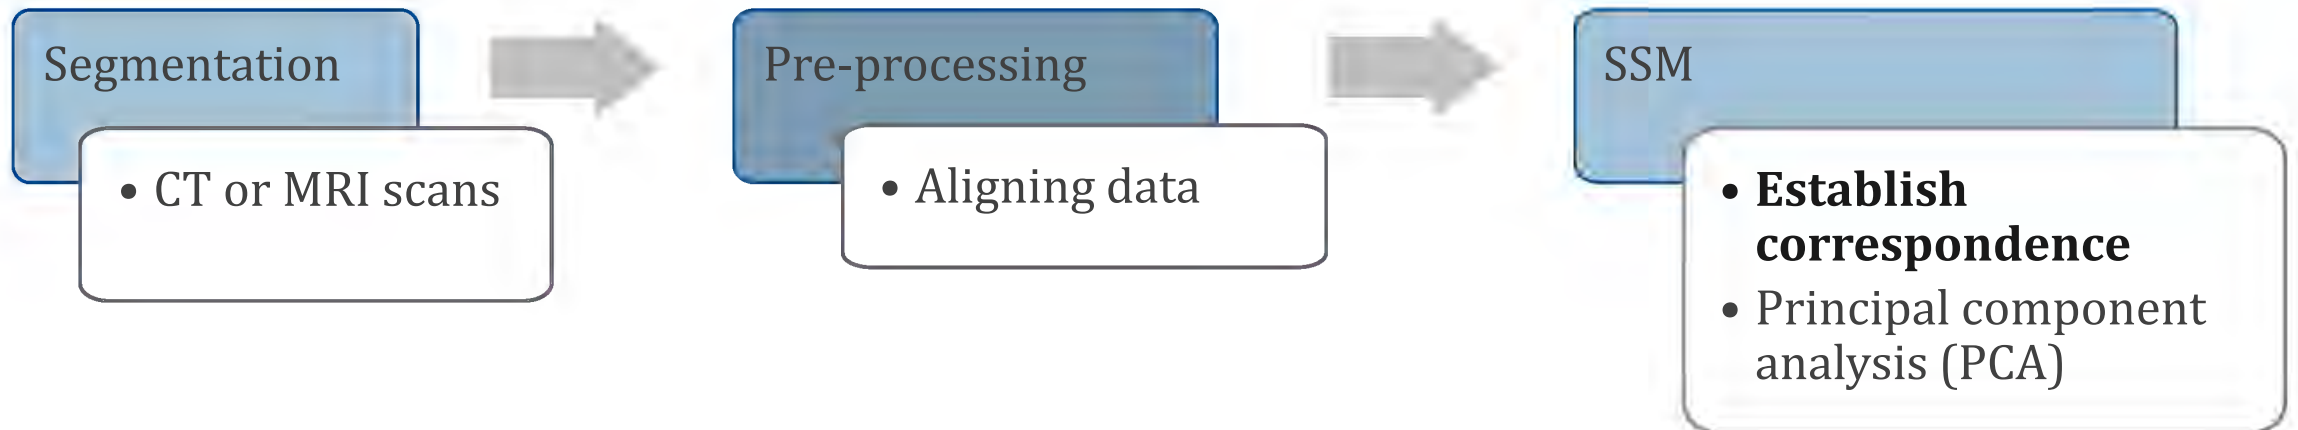 Segmentation
• CT or MRI scans
Pre-processing
• Aligning data
SSM
• Establish
correspondence
• Principal component
analysis (PCA)